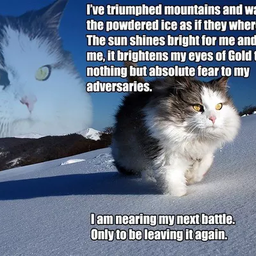 I've triumphed mountains and wa
the powdered ice as if they wher
The sun shines bright for me and
me, it brightens my eyes of Gold
nothing but absolute fear to my
adversaries.
I am nearing my next battle.
Only to be leaving it again.